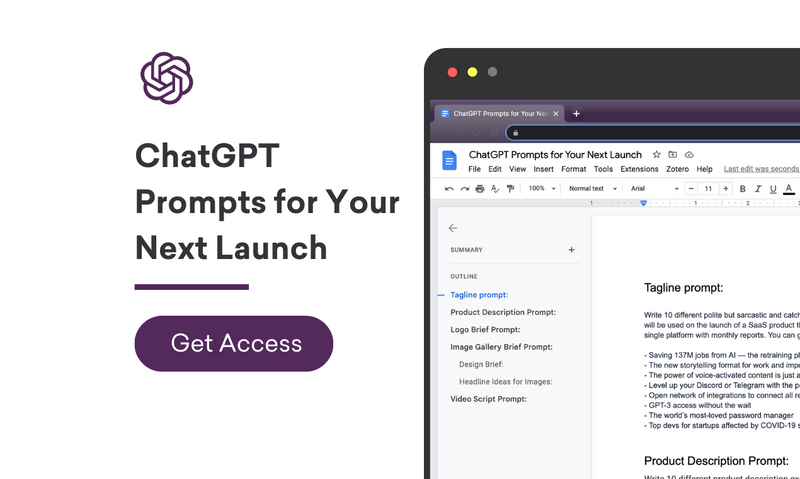 ChatGPT
Prompts for Your
Next Launch
Get Access
ChatGPT Prompts for Your Nex
ChatGPT Prompts for Your Next Launch
File Edit View Insert Format Tools Extensions Zotero Help Last edit was seconds
100% Normal text Arial 11 B I U A
1 1 2
SUMMARY
OUTLINE
Tagline prompt:
Product Description Prompt:
Logo Brief Prompt:
Image Gallery Brief Prompt:
Design Brief:
Headline Ideas for Images:
Video Script Prompt:
Tagline prompt:
Write 10 different polite but sarcastic and catch
will be used on the launch of a SaaS product th
single platform with monthly reports. You can g
- Saving 137M jobs from AI — the retraining pl
- The new storytelling format for work and impe
- The power of voice-activated content is just a
- Level up your Discord or Telegram with the p
- Open network of integrations to connect all re
- GPT-3 access without the wait
- The world's most-loved password manager
- Top devs for startups affected by COVID-19 s
Product Description Prompt: